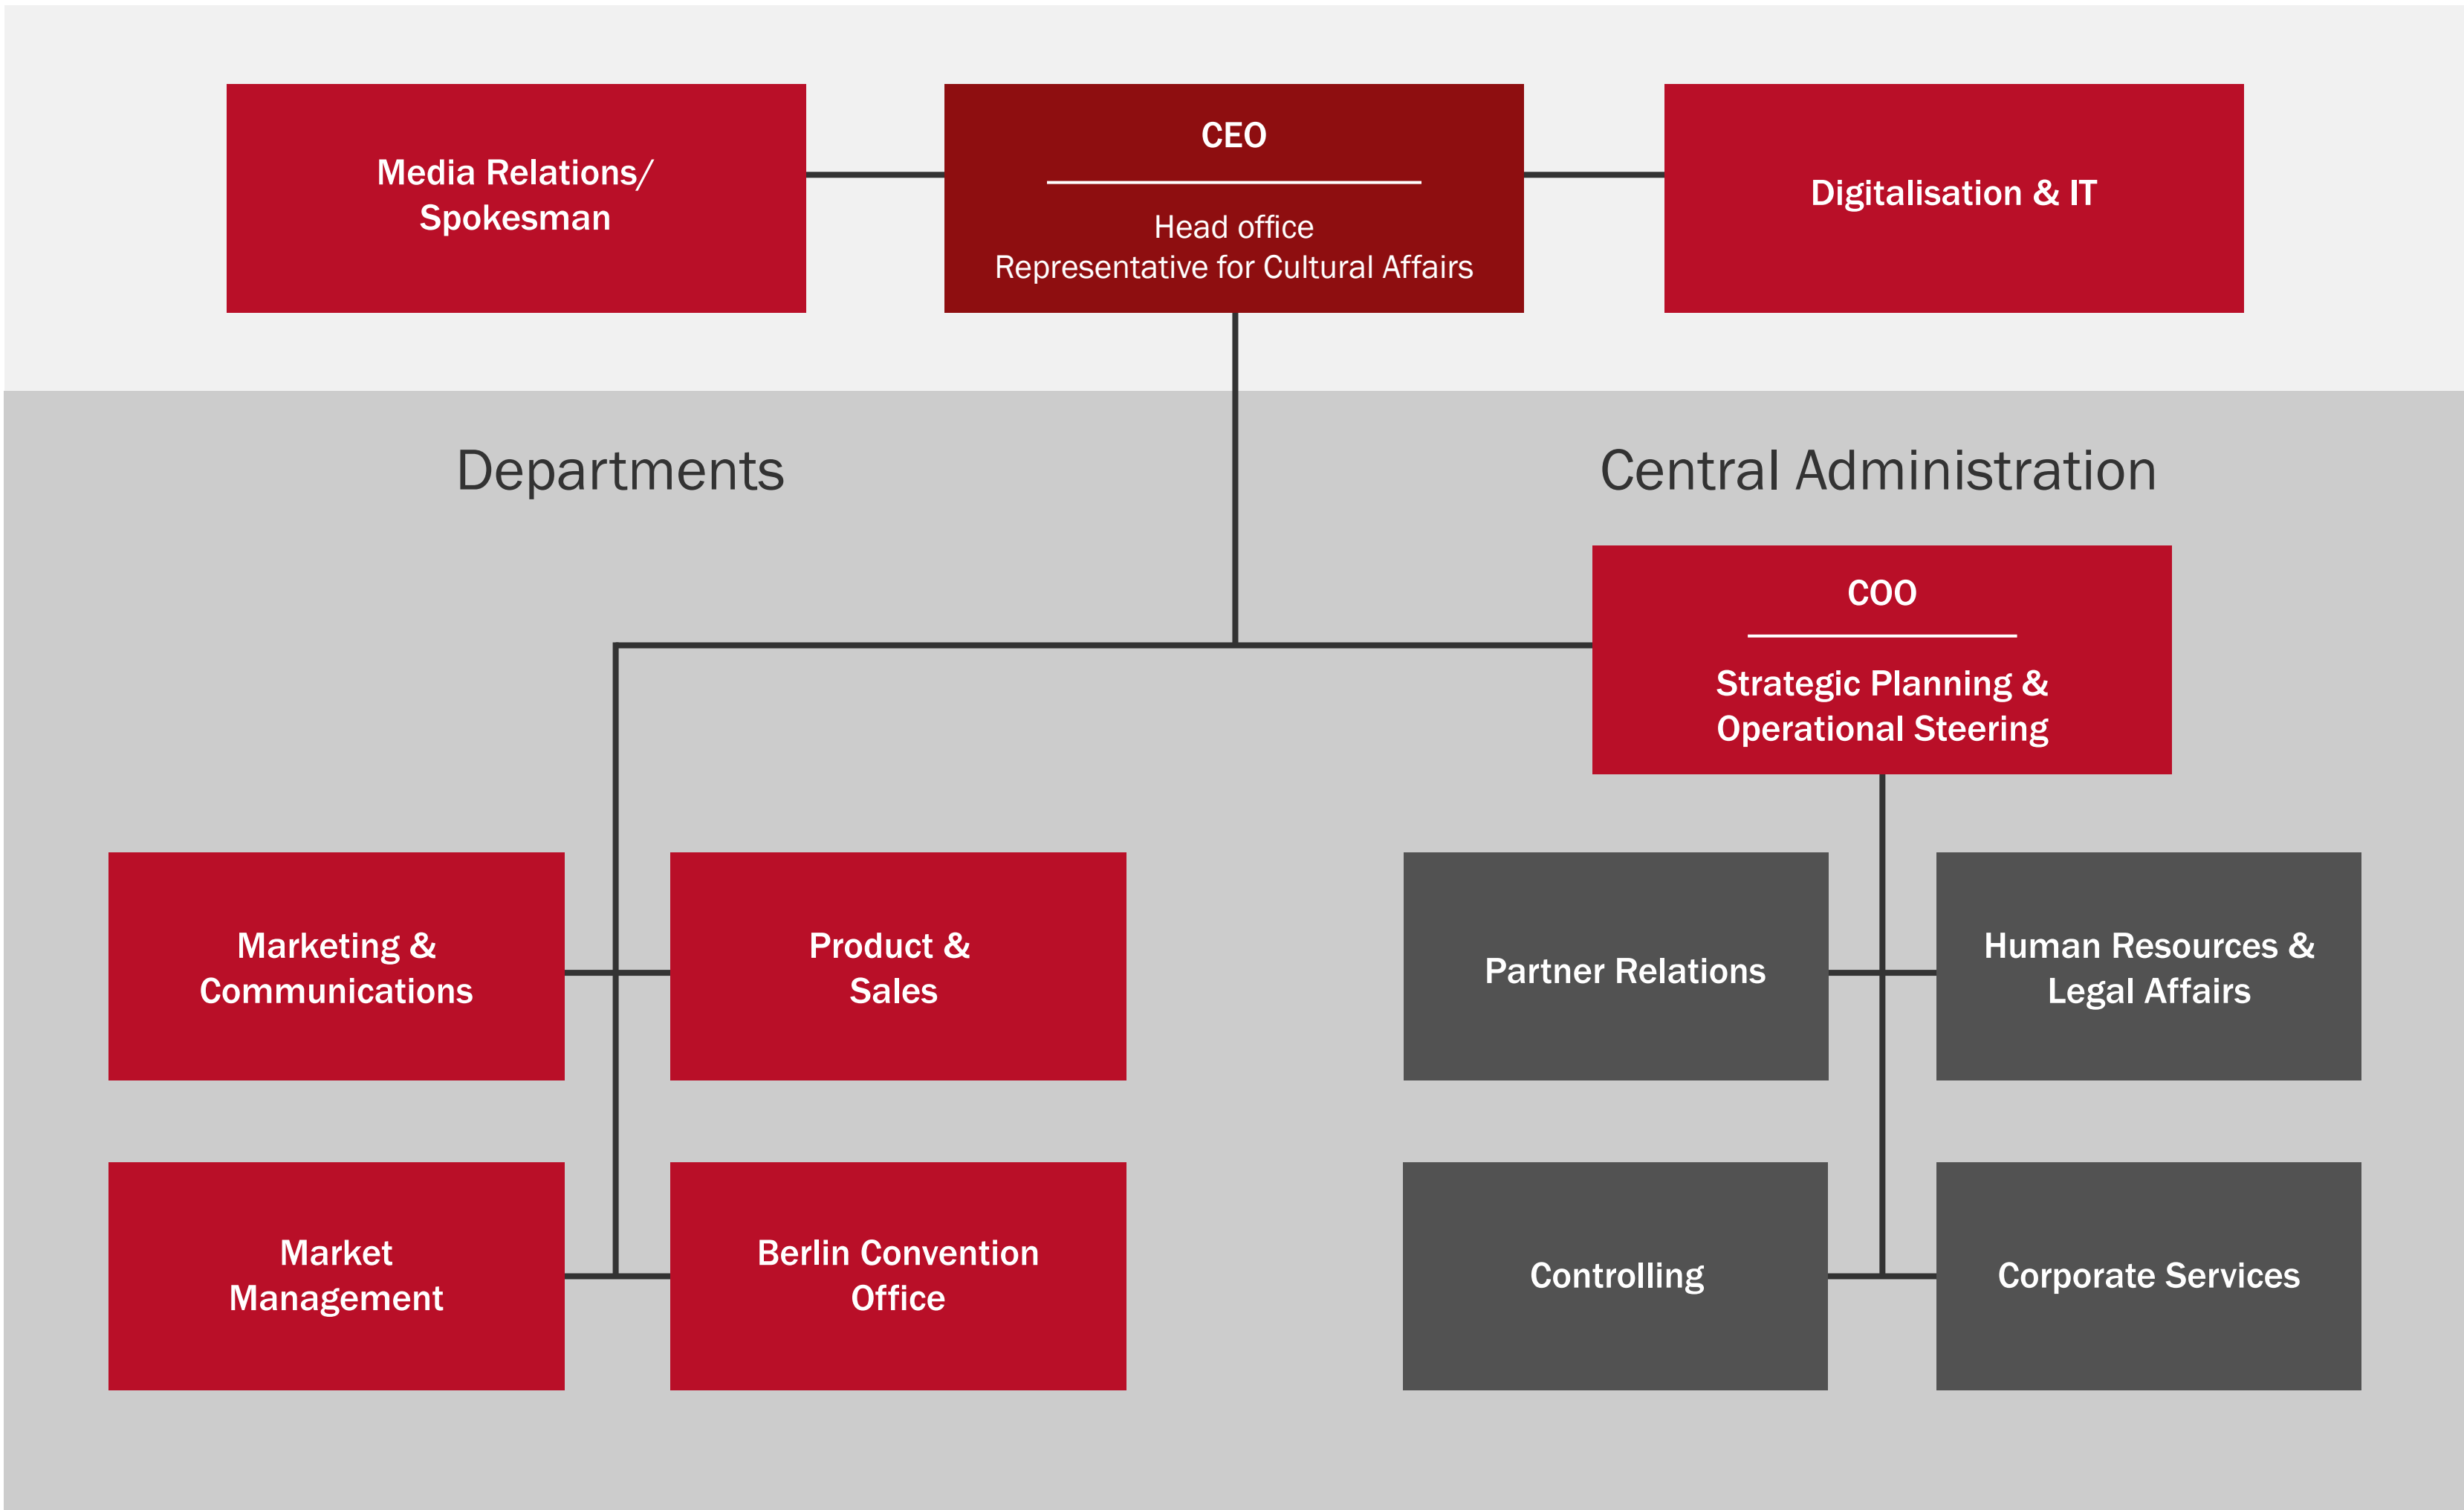 Media Relations/
Spokesman
CEO
Head office
Representative for Cultural Affairs
Digitalisation & IT
Departments
Central Administration
COO
Strategic Planning &
Operational Steering
Marketing &
Communications
Product &
Sales
Partner Relations
Human Resources &
Legal Affairs
Market
Management
Berlin Convention
Office
Controlling
Corporate Services